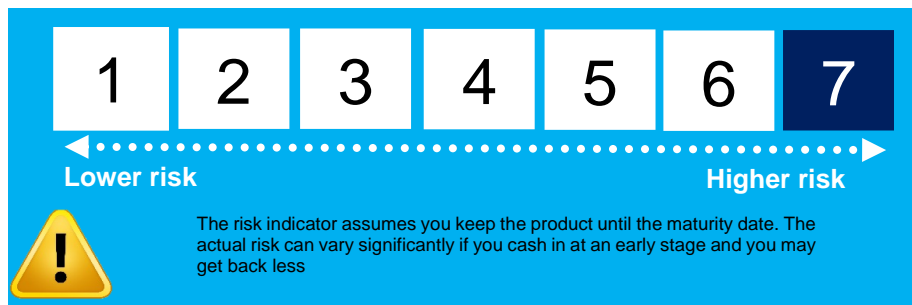 1 2 3 4 5 6 7
Lower risk Higher risk
!
The risk indicator assumes you keep the product until the maturity date. The
actual risk can vary significantly if you cash in at an early stage and you may
get back less